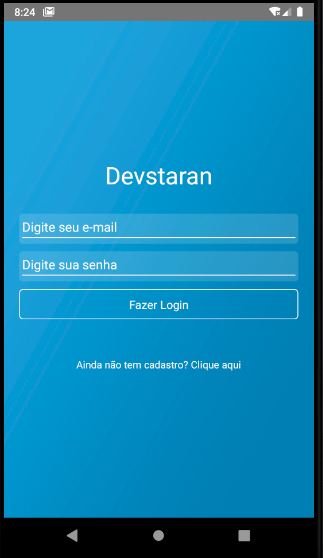 8:24
Devstaran
Digite seu e-mail
Digite sua senha
Fazer Login
Ainda não tem cadastro? Clique aqui